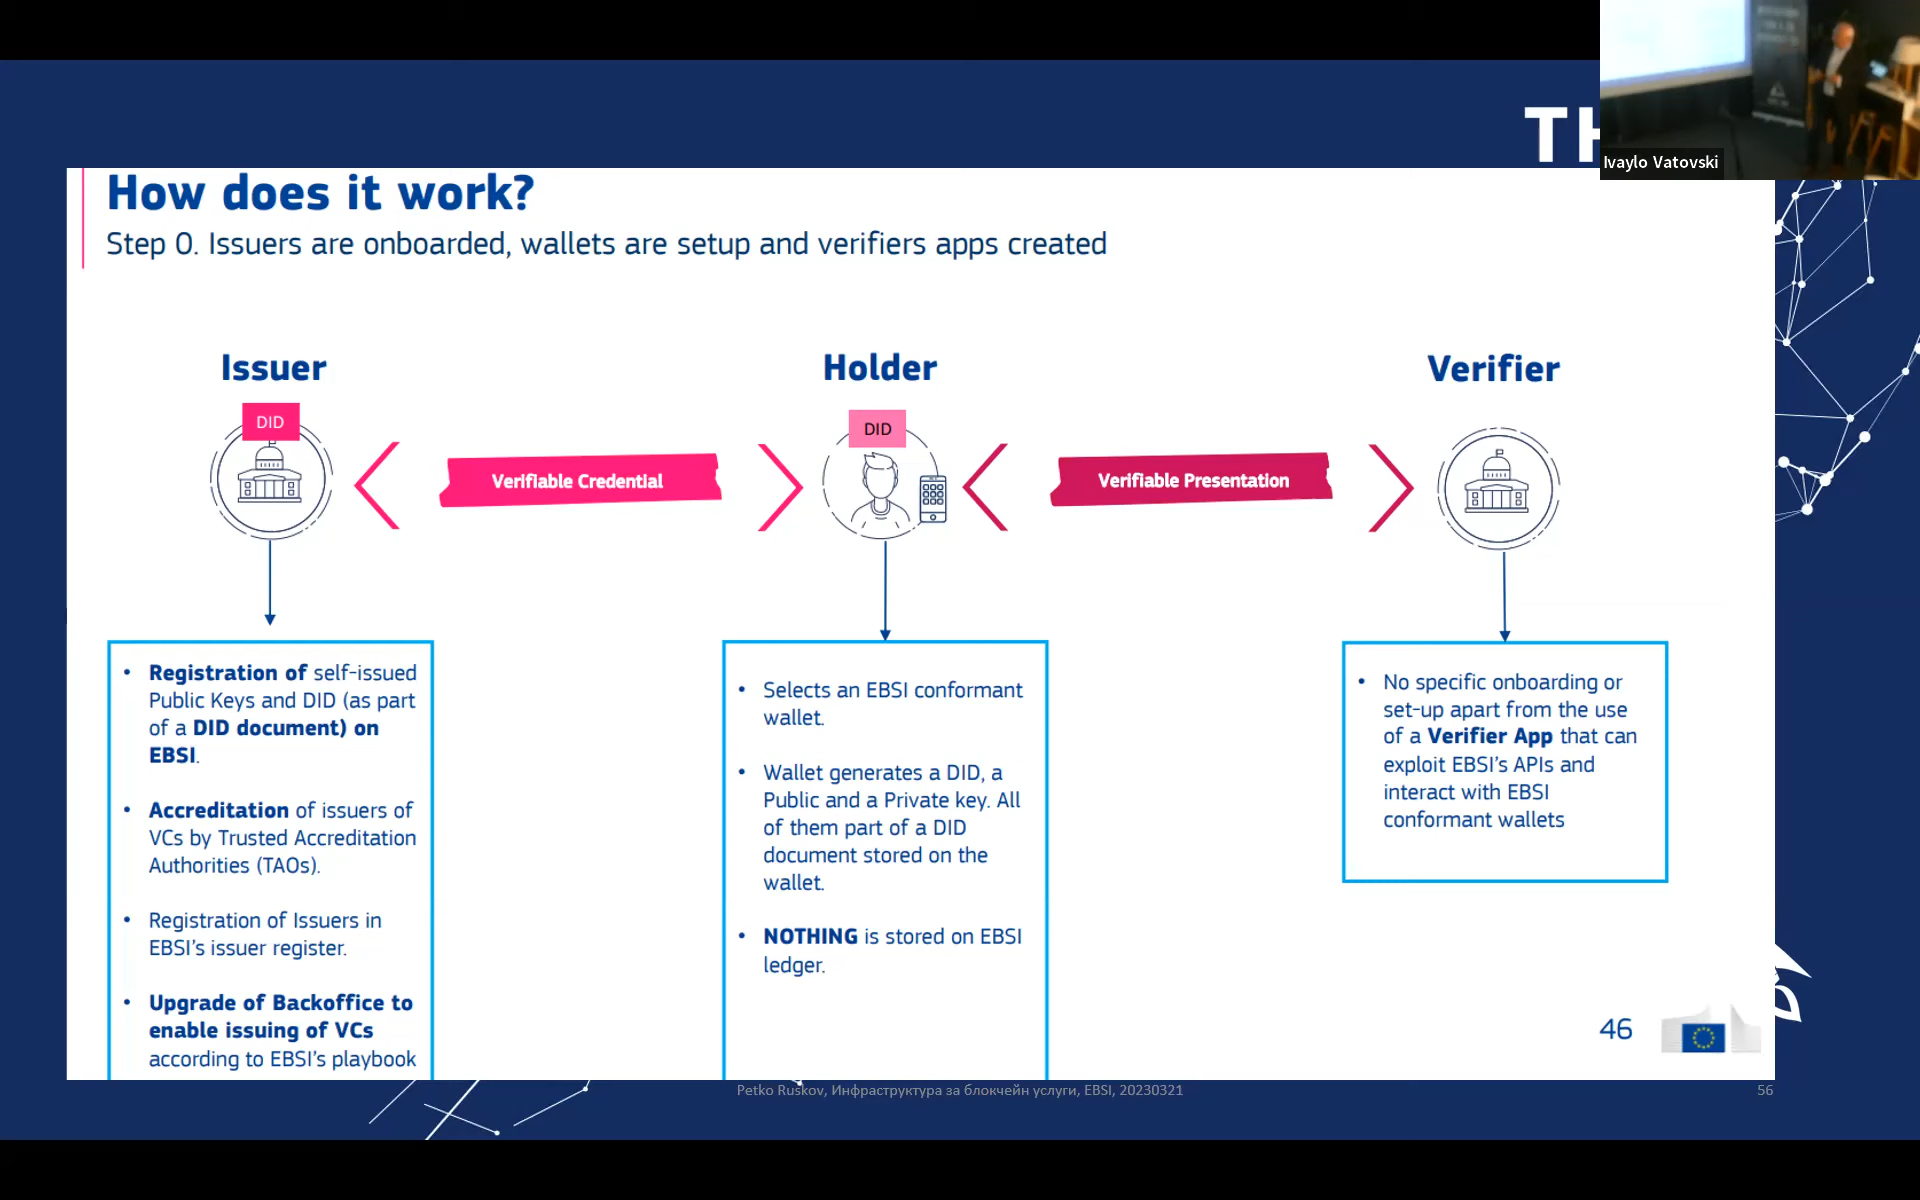 TH
Ivaylo Vatovski
How does it work?
Step 0. Issuers are onboarded, wallets are setup and verifiers apps created
Issuer
Holder
Verifier
DID
DID
Verifiable Credential
Verifiable Presentation
• Registration of self-issued
Public Keys and DID (as part
of a DID document) on
EBSI.
• Accreditation of issuers of
VCs by Trusted Accreditation
Authorities (TAOs).
• Registration of Issuers in
EBSI's issuer register.
• Upgrade of Backoffice to
enable issuing of VCs
according to EBSI's playbook
• Selects an EBSI conformant
wallet.
• Wallet generates a DID, a
Public and a Private key. All
of them part of a DID
document stored on the
wallet.
• NOTHING is stored on EBSI
ledger.
• No specific onboarding or
set-up apart from the use
of a Verifier App that can
exploit EBSI's APIs and
interact with EBSI
conformant wallets
46
Petko Ruskov, Инфраструктура за блокчейн услуги, EBSI, 20230321
56